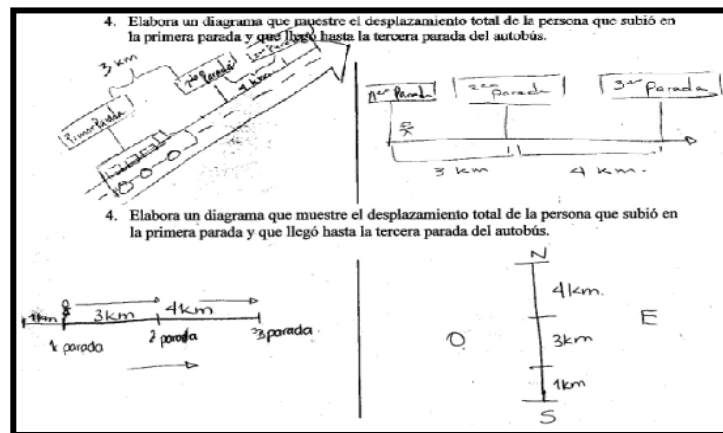 4. Elabora un diagrama que muestre el desplazamiento total de la persona que subió en
la primera parada y que llegó hasta la tercera parada del autobús.
3 km
Primer Parada
4 km
1er Parada
2da Parada
3era Parada
3 km
4 km.
4. Elabora un diagrama que muestre el desplazamiento total de la persona que subió en
la primera parada y que llegó hasta la tercera parada del autobús.
1km
3km
4km
parada
2 parada
3 parada.
N
4km.
O
E
3km
1km
S